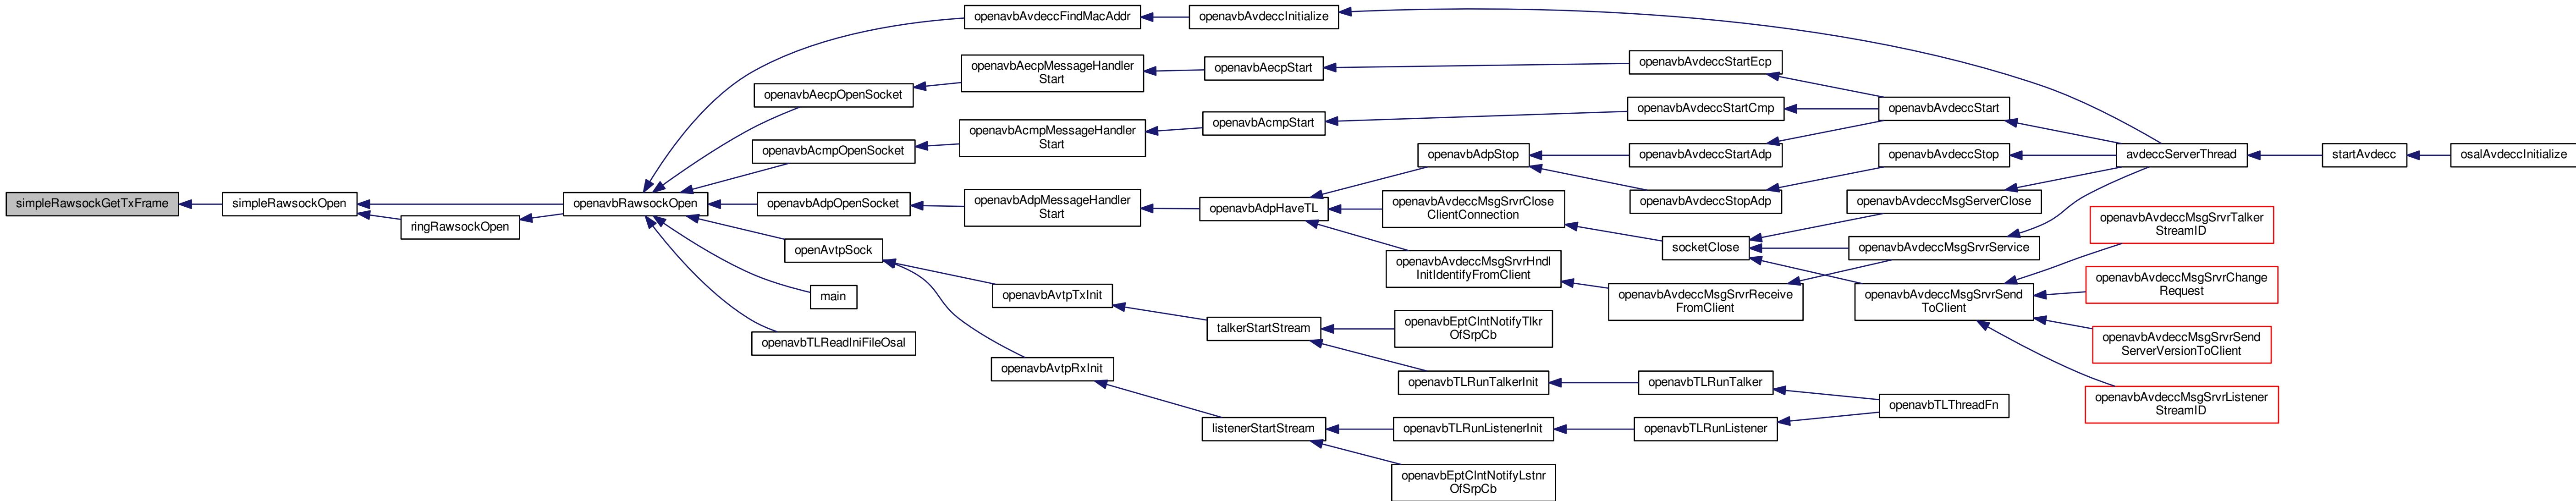 simpleRawsockGetTxFrame
simpleRawsockOpen
ringRawsockOpen
openavbRawsockOpen
openavbAvdeccFindMacAddr
openavbAvdeccInitialize
openavbAecpOpenSocket
openavbAecpMessageHandler
Start
openavbAecpStart
openavbAvdeccStartEcp
openavbAcmpOpenSocket
openavbAcmpMessageHandler
Start
openavbAcmpStart
openavbAvdeccStartCmp
openavbAvdeccStart
openavbAdpOpenSocket
openavbAdpMessageHandler
Start
openavbAdpHaveTL
openavbAdpStop
openavbAvdeccStartAdp
openavbAvdeccStopAdp
openavbAvdeccStop
avdeccServerThread
startAvdecc
osalAvdeccInitialize
openavbAvdeccMsgSrvrClose
ClientConnection
socketClose
openavbAvdeccMsgServerClose
openavbAvdeccMsgSrvrService
openavbAvdeccMsgSrvrHndl
InitIdentifyFromClient
openavbAvdeccMsgSrvrReceive
FromClient
openavbAvdeccMsgSrvrSend
ToClient
openavbAvdeccMsgSrvrTalker
StreamID
openavbAvdeccMsgSrvrChange
Request
openavbAvdeccMsgSrvrSend
ServerVersionToClient
openavbAvdeccMsgSrvrListener
StreamID
openAvtpSock
main
openavbTLReadIniFileOsal
openavbAvtpTxInit
openavbAvtpRxInit
talkerStartStream
openavbEptClntNotifyTlkr
OfSrpCb
openavbTLRunTalkerInit
openavbTLRunTalker
openavbTLThreadFn
listenerStartStream
openavbTLRunListenerInit
openavbTLRunListener
openavbEptClntNotifyLstnr
OfSrpCb